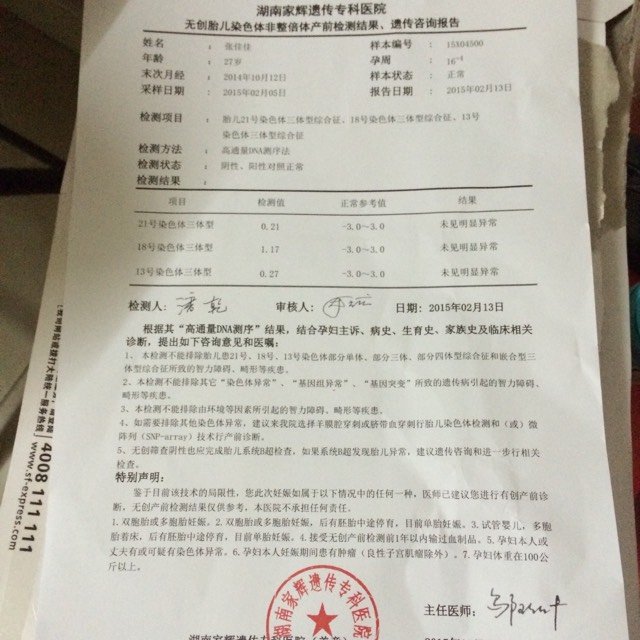 湖南家辉遗传专科医院
无创胎儿染色体非整倍体产前检测结果、遗传咨询报告
姓名 : 张佳佳 样本编号 : 15X04500
年龄 : 27岁 孕周 : 16⁻⁴
末次月经 : 2014年10月12日 样本状态 : 正常
采样日期 : 2015年02月05日 报告日期 : 2015年02月13日
检测项目 : 胎儿21号染色体三体型综合征、18号染色体三体型综合征、13号
染色体三体型综合征
检测方法 : 高通量DNA测序法
检测状态 : 阴性、阳性对照正常
检测结果 :
项目 检测值 正常参考值 结果
21号染色体三体型 0.21 -3.0~3.0 未见明显异常
18号染色体三体型 1.17 -3.0~3.0 未见明显异常
13号染色体三体型 0.27 -3.0~3.0 未见明显异常
检测人: 审核人: 日期: 2015年02月13日
根据其“高通量DNA测序”结果，结合孕妇主诉、病史、生育史、家族史及临床相关
诊断，提出如下咨询意见和医嘱:
1、本检测不能排除胎儿患21号、18号、13号染色体部分单体、部分三体、部分四体型综合征和嵌合型三
体型综合征所致的智力障碍、畸形等疾患。
2、本检测不能排除其它“染色体异常”、“基因组异常”、“基因突变”所致的遗传病引起的智力障碍、
畸形等疾患。
3、本检测不能排除由环境等因素所引起的智力障碍、畸形等疾患。
4、如需要排除其他染色体异常，建议来我院选择羊膜腔穿刺或脐带血穿刺行胎儿染色体检测和（或）微
阵列（SNP-array）技术行产前诊断。
5、无创筛查阴性也应完成胎儿系统B超检查，如果系统B超发现胎儿异常，建议遗传咨询和进一步行相关
检查。
特别声明:
鉴于目前该技术的局限性，您此次妊娠如属于以下情况中的任何一种，医师已建议您进行有创产前诊
断，无创产前检测结果仅供参考，本医院不承担任何责任。
1.双胞胎或多胞胎妊娠。2.双胞胎或多胞胎妊娠，后有胚胎中途停育，目前单胎妊娠。3.试管婴儿，多胞
胎着床，后有胚胎中途停育，目前单胎妊娠。4.接受无创产前检测前1年以内输过血制品。5.孕妇本人或
丈夫有或可疑有染色体异常。6.孕妇本人妊娠期间患有肿瘤（良性子宫肌瘤除外）。7.孕妇体重在100公
斤以上。
湖南家辉遗传专科医院
主任医师:
湖南家辉遗传专科医院（盖章）
服务热线 4008 111 111
www.sf-express.com